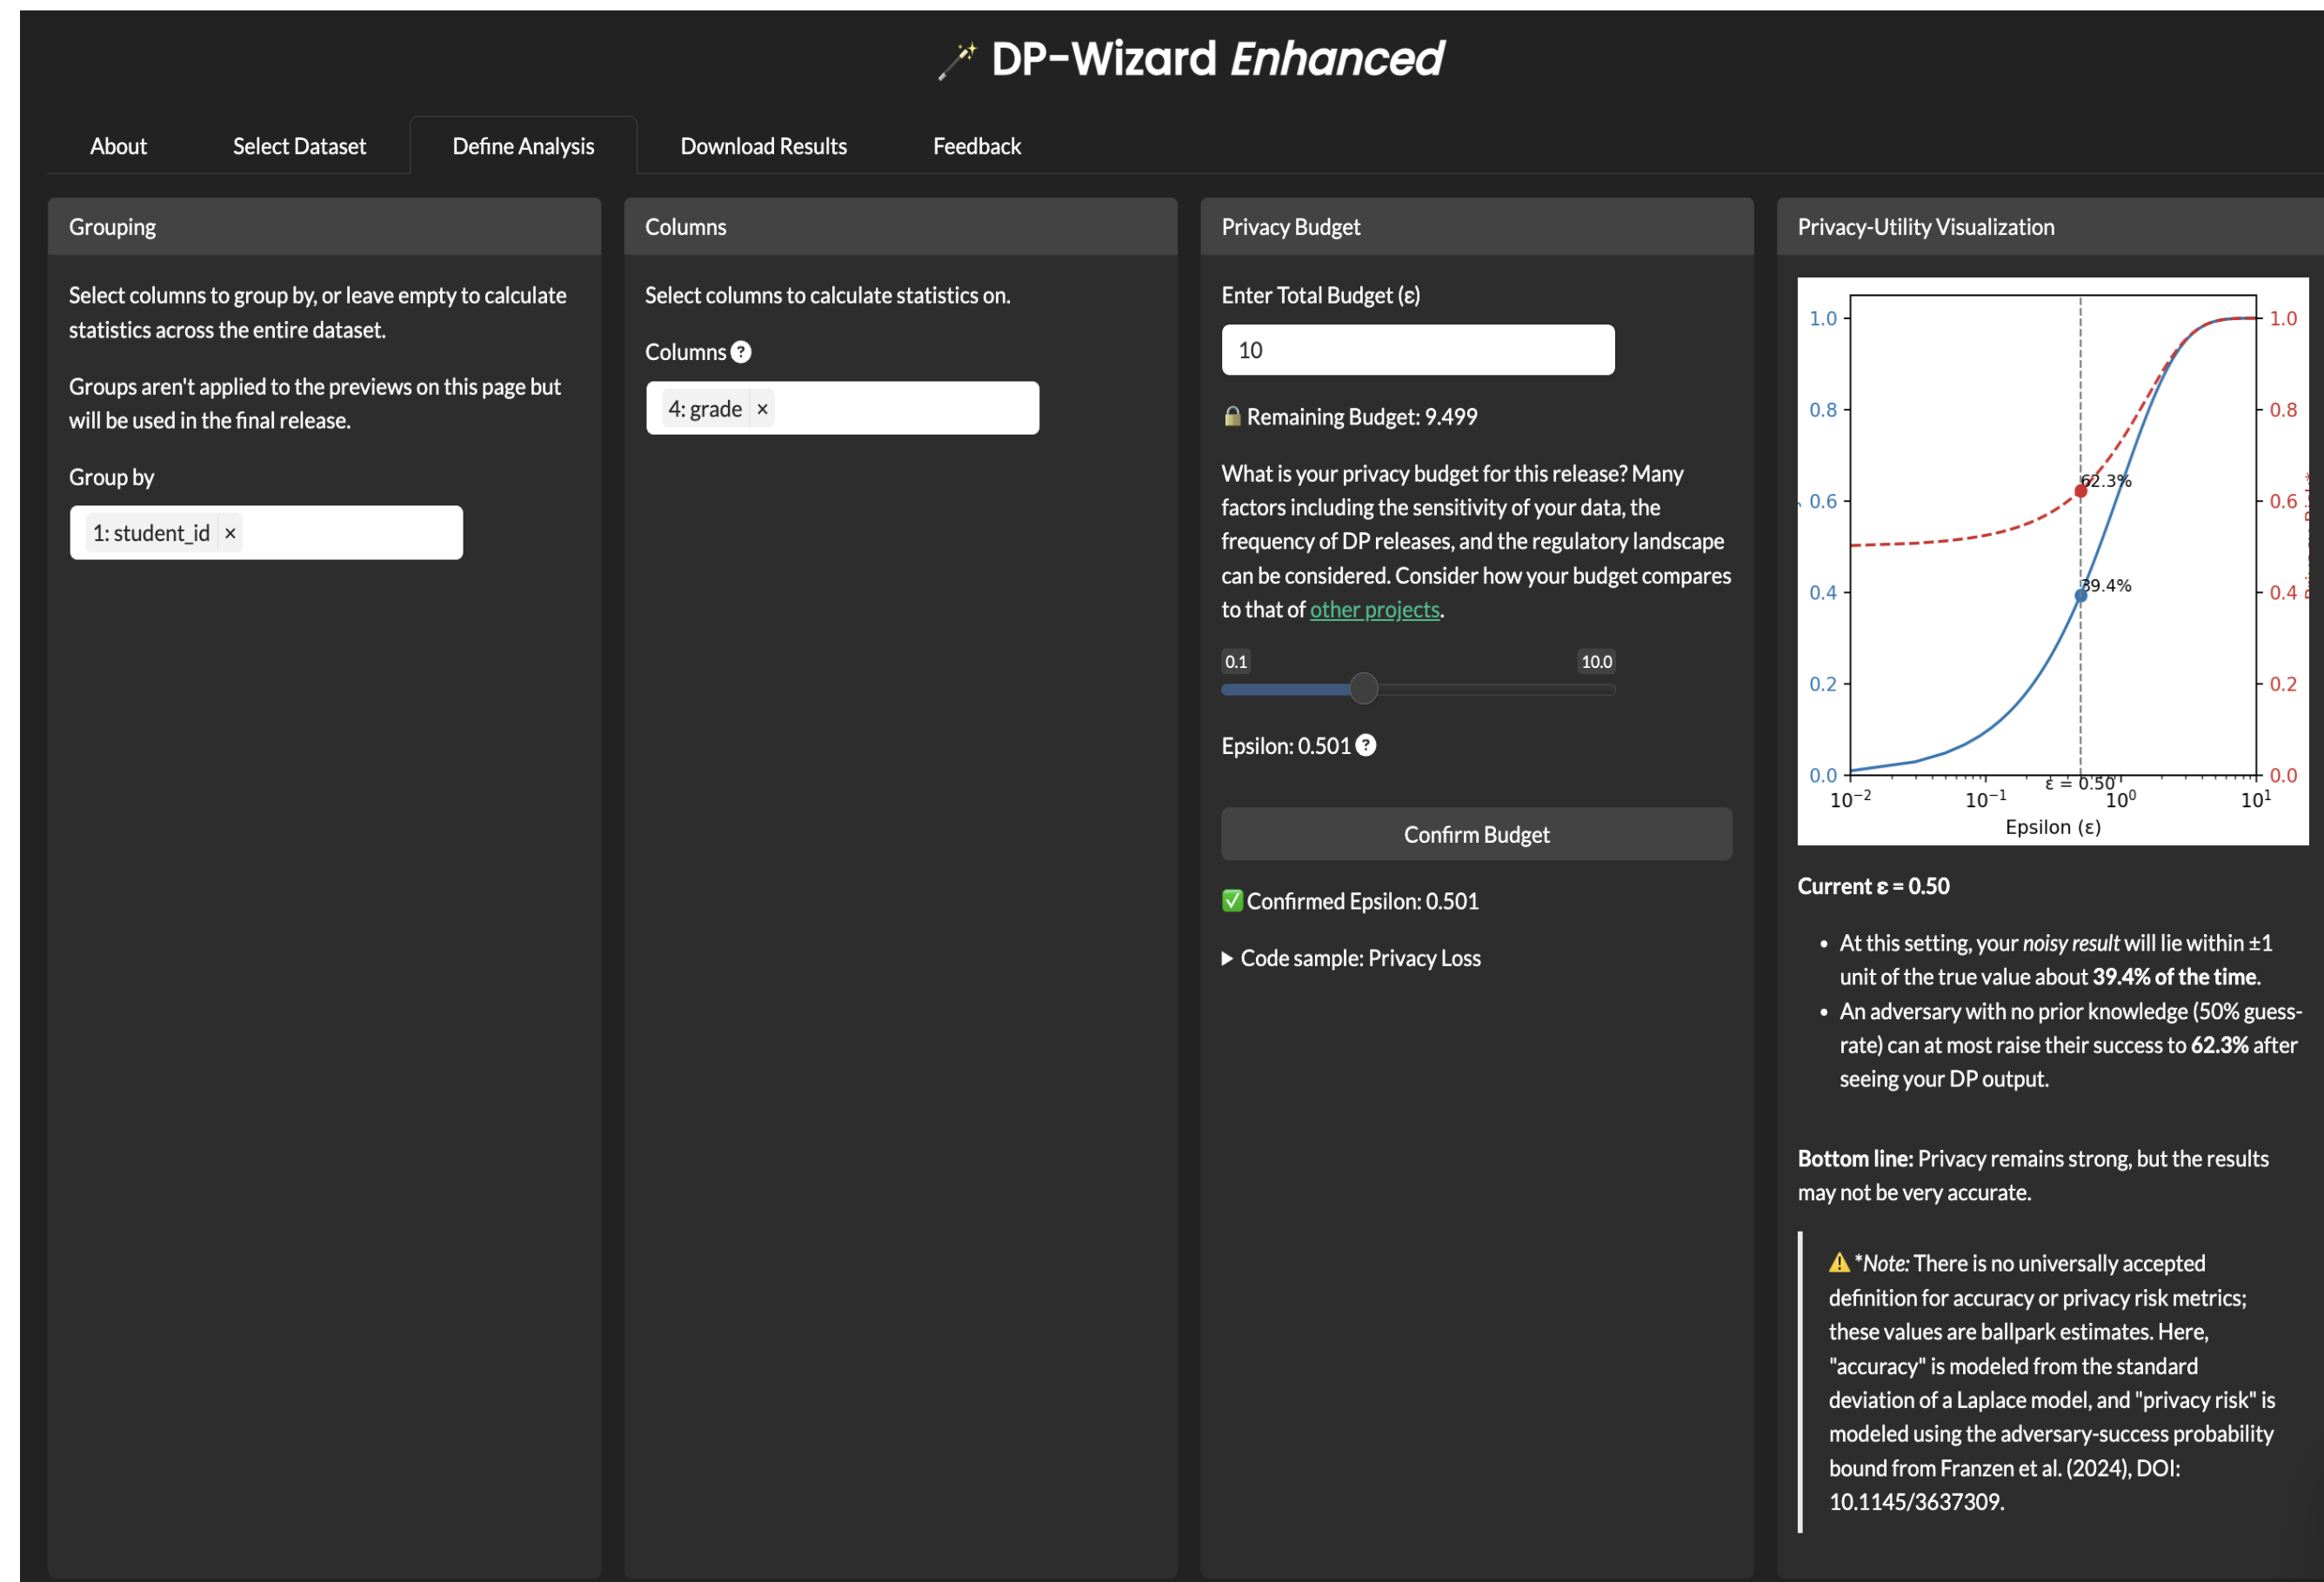 DP-Wizard Enhanced
About
Select Dataset
Define Analysis
Download Results
Feedback
Grouping
Select columns to group by, or leave empty to calculate
statistics across the entire dataset.
Groups aren't applied to the previews on this page but
will be used in the final release.
Group by
1: student_id ×
Columns
Select columns to calculate statistics on.
Columns ?
4: grade ×
Privacy Budget
Enter Total Budget (ε)
10
Remaining Budget: 9.499
What is your privacy budget for this release? Many
factors including the sensitivity of your data, the
frequency of DP releases, and the regulatory landscape
can be considered. Consider how your budget compares
to that of other projects.
0.1
10.0
Epsilon: 0.501 ?
Confirm Budget
Confirmed Epsilon: 0.501
Code sample: Privacy Loss
Privacy-Utility Visualization
1.0
0.8
0.6
0.4
0.2
0.0
1.0
0.8
0.6
0.4
0.2
0.0
62.3%
39.4%
ε = 0.50
10⁻²
10⁻¹
10⁰
10¹
Epsilon (ε)
Current ε = 0.50
• At this setting, your noisy result will lie within ±1
unit of the true value about 39.4% of the time.
• An adversary with no prior knowledge (50% guess-
rate) can at most raise their success to 62.3% after
seeing your DP output.
Bottom line: Privacy remains strong, but the results
may not be very accurate.
*Note: There is no universally accepted
definition for accuracy or privacy risk metrics;
these values are ballpark estimates. Here,
"accuracy" is modeled from the standard
deviation of a Laplace model, and "privacy risk" is
modeled using the adversary-success probability
bound from Franzen et al. (2024), DOI:
10.1145/3637309.